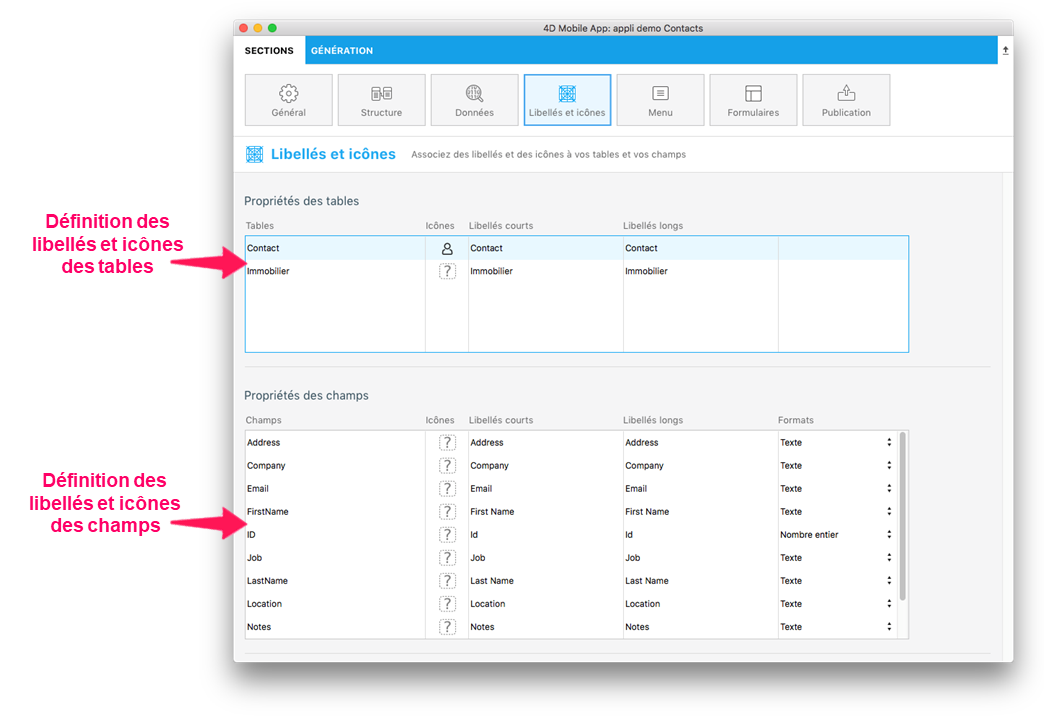 4D Mobile App: appli demo Contacts
SECTIONS GÉNÉRATION
Général Structure Données Libellés et icônes Menu Formulaires Publication
Libellés et icônes Associez des libellés et des icônes à vos tables et vos champs
Propriétés des tables
Tables Icônes Libellés courts Libellés longs
Contact Contact Contact
Immobilier ? Immobilier Immobilier
Définition des
libellés et icônes
des tables
Propriétés des champs
Champs Icônes Libellés courts Libellés longs Formats
Address ? Address Address Texte
Company ? Company Company Texte
Email ? Email Email Texte
FirstName ? First Name First Name Texte
ID ? Id Id Nombre entier
Job ? Job Job Texte
LastName ? Last Name Last Name Texte
Location ? Location Location Texte
Notes ? Notes Notes Texte
Définition des
libellés et icônes
des champs